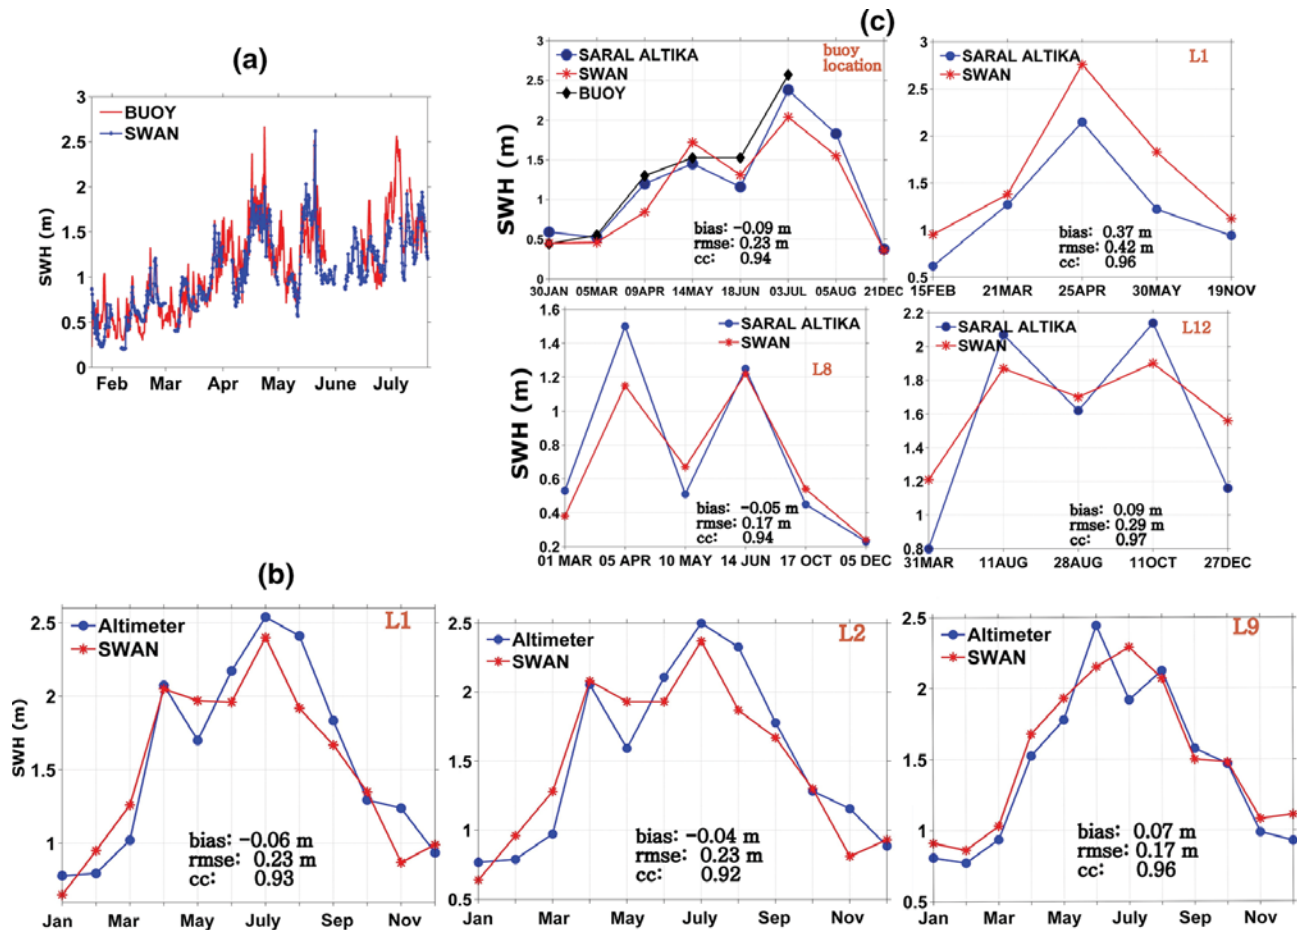 (a)
3
2.5
2
1.5
1
0.5
0
SWH (m)
BUOY
SWAN
Feb Mar Apr May June July
(c)
3
2.5
2
1.5
1
0.5
0
SWH (m)
SARAL ALTIKA
SWAN
BUOY
buoy
location
bias: -0.09 m
rmse: 0.23 m
cc: 0.94
30JAN 05MAR 09APR 14MAY 18JUN 03JUL 05AUG 21DEC
3
2.5
2
1.5
1
0.5
SARAL ALTIKA
SWAN
L1
bias: 0.37 m
rmse: 0.42 m
cc: 0.96
15FEB 21MAR 25APR 30MAY 19NOV
1.6
1.4
1.2
1
0.8
0.6
0.4
0.2
SWH (m)
SARAL ALTIKA
SWAN
L8
bias: -0.05 m
rmse: 0.17 m
cc: 0.94
01 MAR 05 APR 10 MAY 14 JUN 17 OCT 05 DEC
2.2
2
1.8
1.6
1.4
1.2
1
0.8
SARAL ALTIKA
SWAN
L12
bias: 0.09 m
rmse: 0.29 m
cc: 0.97
31MAR 11AUG 28AUG 11OCT 27DEC
(b)
2.5
2
1.5
1
SWH (m)
Altimeter
SWAN
L1
bias: -0.06 m
rmse: 0.23 m
cc: 0.93
Jan Mar May July Sep Nov
2.5
2
1.5
1
0.5
Altimeter
SWAN
L2
bias: -0.04 m
rmse: 0.23 m
cc: 0.92
Jan Mar May July Sep Nov
2.5
2
1.5
1
0.5
Altimeter
SWAN
L9
bias: 0.07 m
rmse: 0.17 m
cc: 0.96
Jan Mar May July Sep Nov